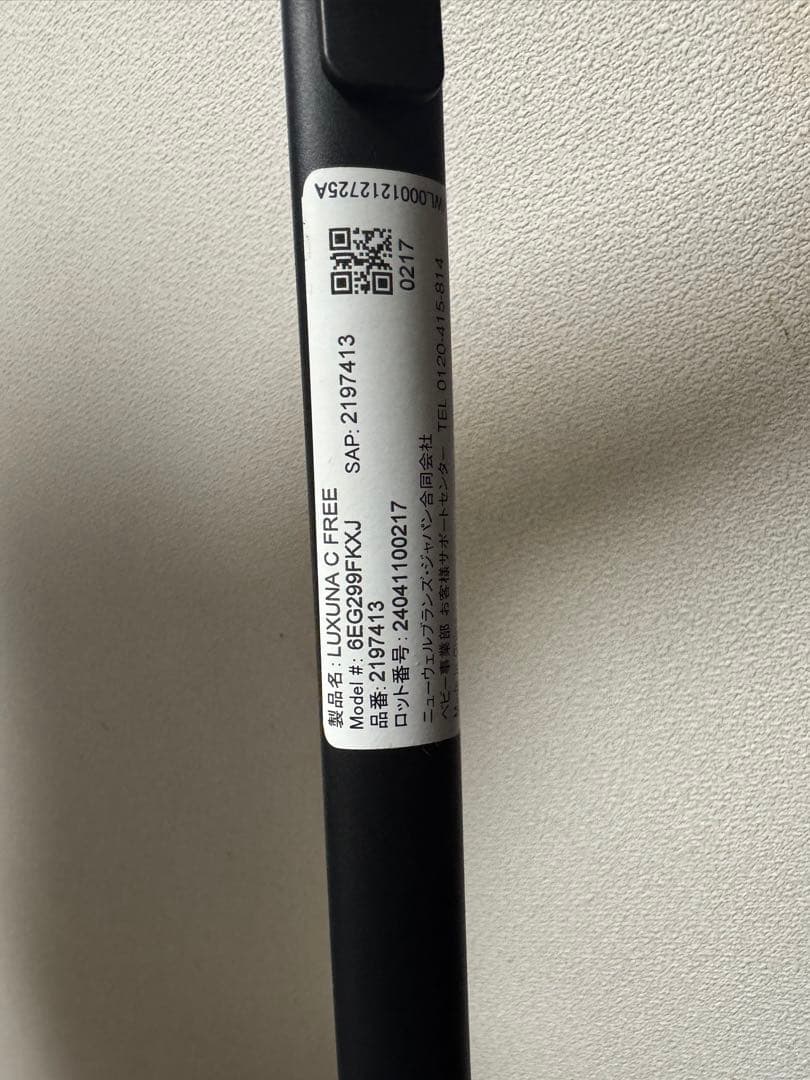 製品名: LUXUNA C FREE
Model #: 6EG299FKXJ SAP: 2197413
品番: 2197413
ロット番号: 24041100217
0217
ニューウェルブランズ・ジャパン合同会社
ベビー事業部 お客様サポートセンター TEL 0120-415-814
WL0001212725A